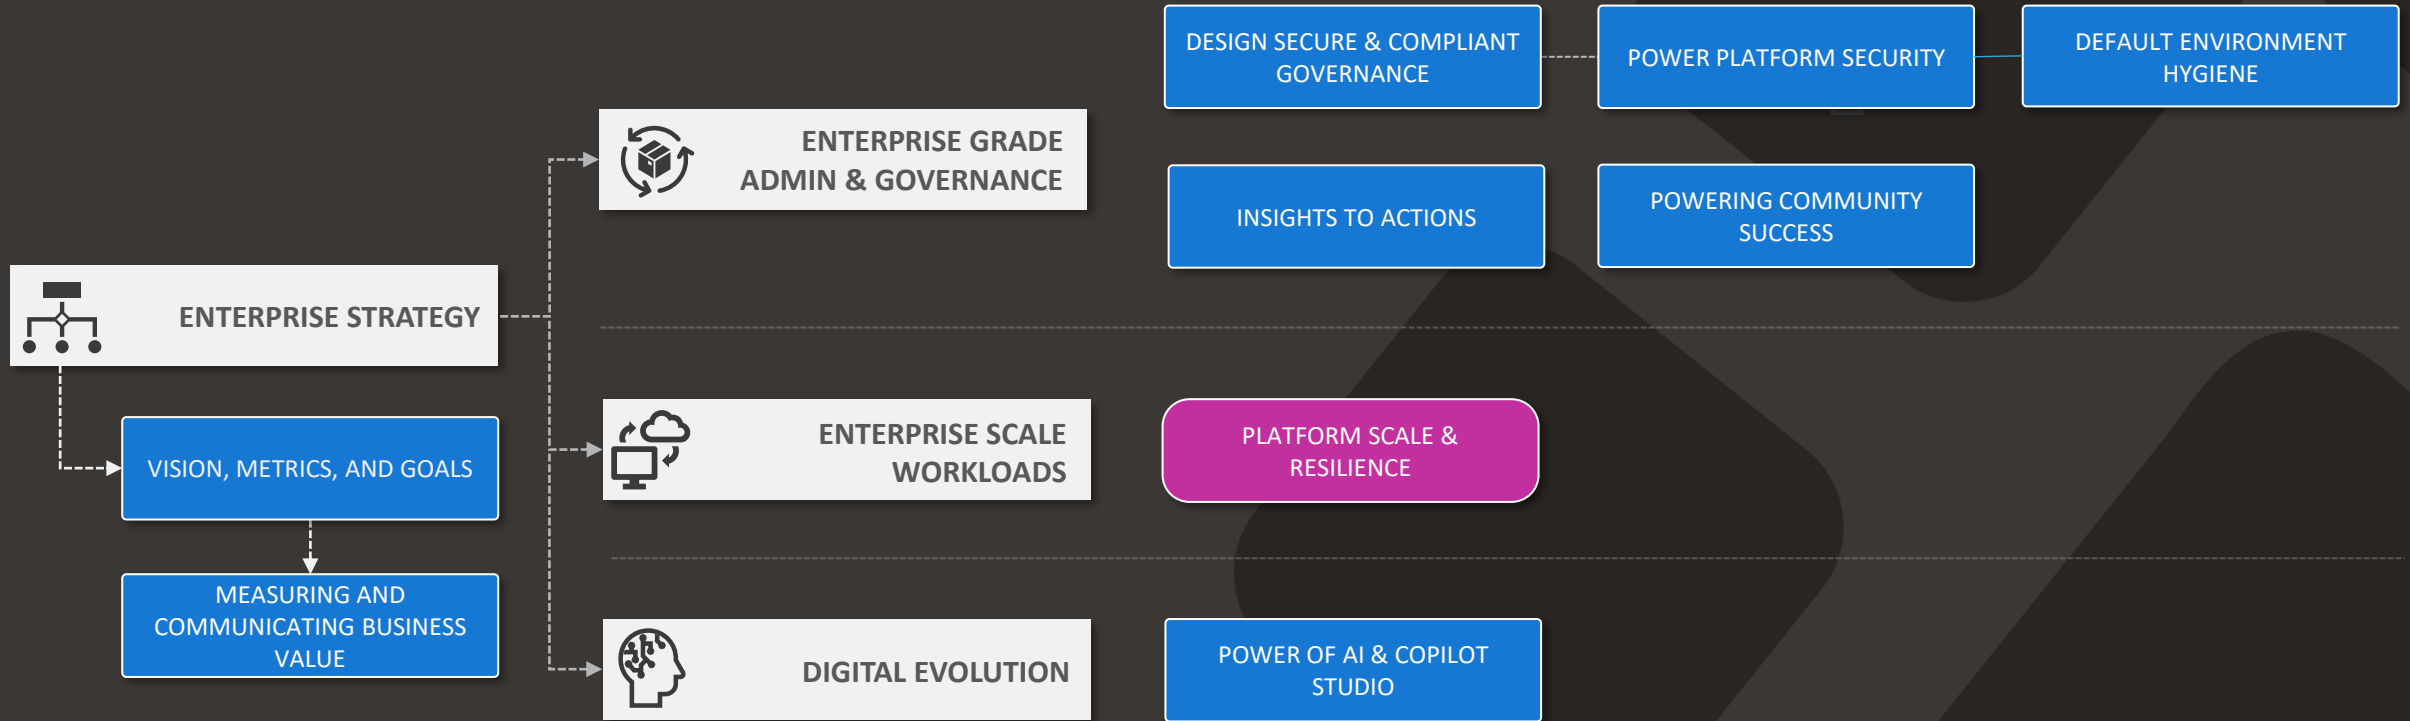 DESIGN SECURE & COMPLIANT
GOVERNANCE
POWER PLATFORM SECURITY
DEFAULT ENVIRONMENT
HYGIENE
ENTERPRISE GRADE
ADMIN & GOVERNANCE
INSIGHTS TO ACTIONS
POWERING COMMUNITY
SUCCESS
ENTERPRISE STRATEGY
VISION, METRICS, AND GOALS
MEASURING AND
COMMUNICATING BUSINESS
VALUE
ENTERPRISE SCALE
WORKLOADS
PLATFORM SCALE &
RESILIENCE
DIGITAL EVOLUTION
POWER OF AI & COPILOT
STUDIO